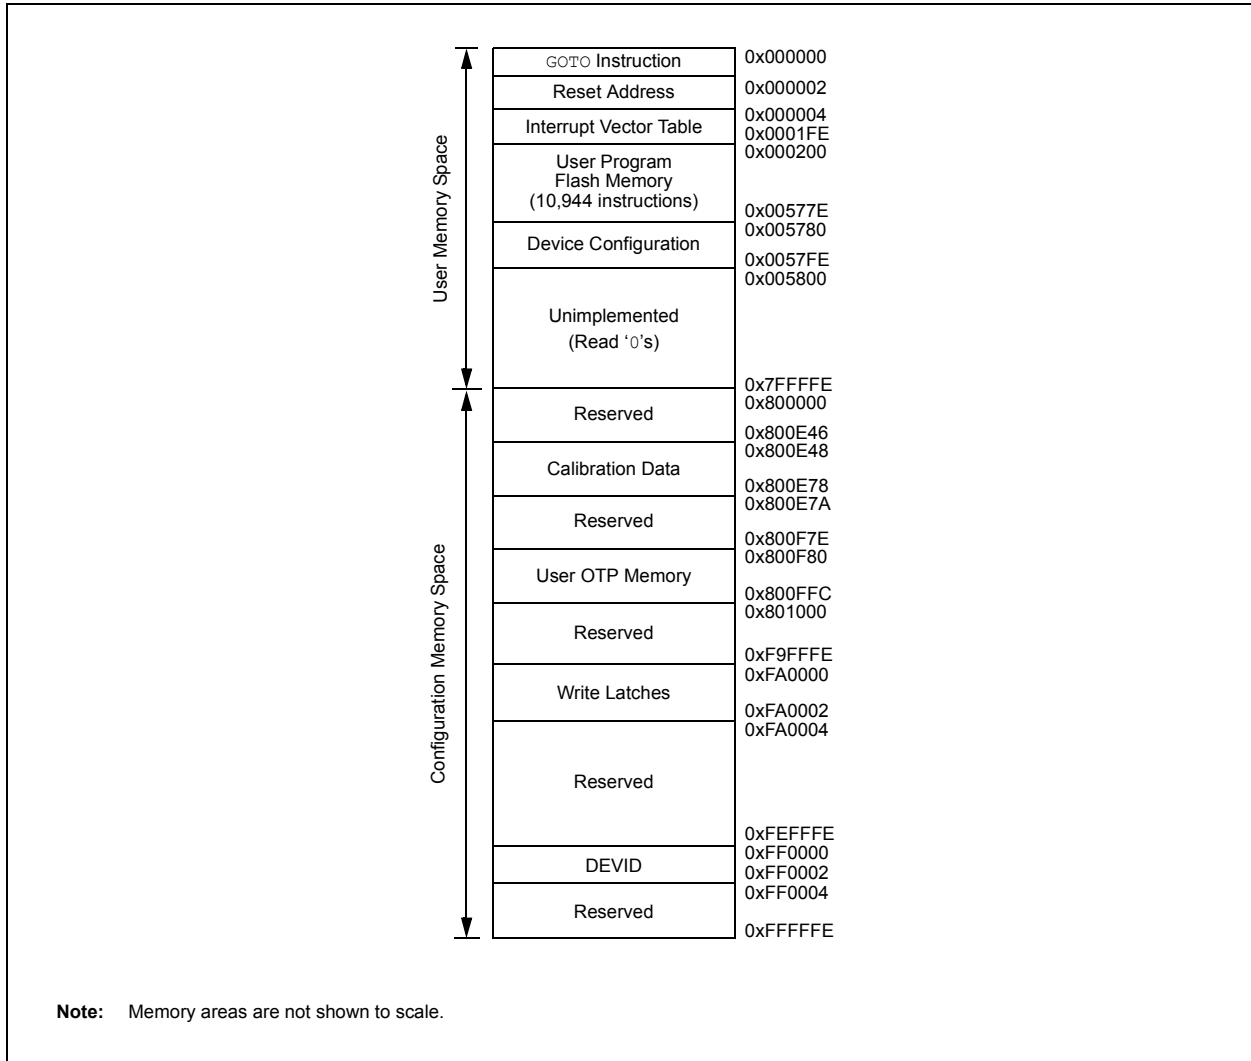 GOTO Instruction 0x000000
Reset Address 0x000002
0x000004
Interrupt Vector Table
0x0001FE
0x000200
User Program
Flash Memory
(10,944 instructions)
0x00577E
0x005780
Device Configuration
0x0057FE
0x005800
Unimplemented
(Read ‘0’s)
0x7FFFFE
User Memory Space
0x800000
Reserved
0x800E46
0x800E48
Calibration Data
0x800E78
0x800E7A
Reserved
0x800F7E
0x800F80
User OTP Memory
0x800FFC
0x801000
Reserved
0xF9FFFE
0xFA0000
Write Latches
0xFA0002
0xFA0004
Reserved
0xFEFFFE
0xFF0000
DEVID
0xFF0002
0xFF0004
Reserved
0xFFFFFE
Configuration Memory Space
Note: Memory areas are not shown to scale.